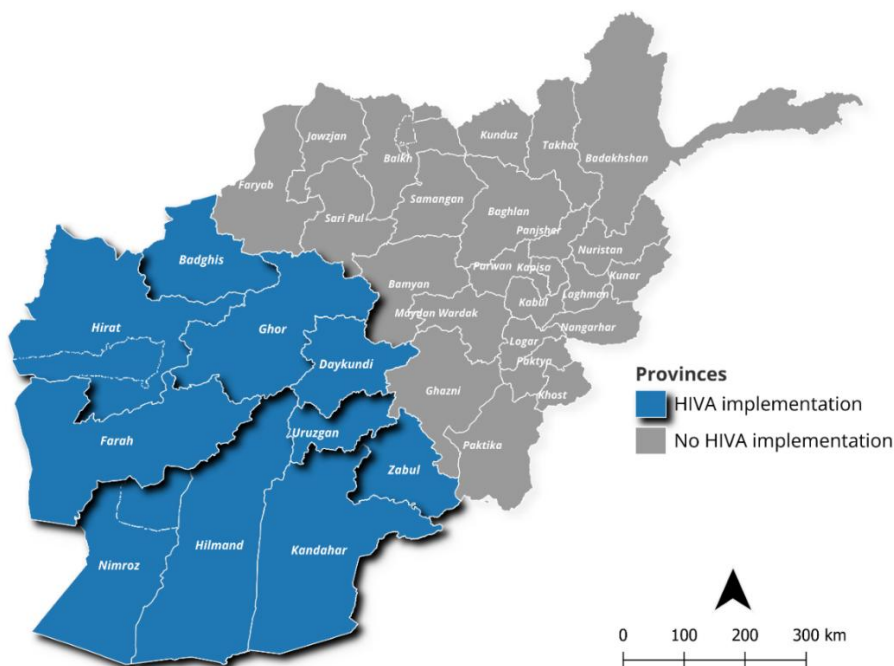 Jawzjan
Balkh
Kunduz
Takhar
Badakhshan
Faryab
Samangan
Sari Pul
Baghlan
Panjsher
Nuristan
Badghis
Parwan
Kapisa
Kunar
Bamyan
Kabul
Laghman
Maydan Wardak
Hirat
Ghor
Nangarhar
Logar
Daykundi
Paktya
Ghazni
Khost
Provinces
HIVA implementation
No HIVA implementation
Farah
Uruzgan
Paktika
Zabul
Hilmand
Kandahar
Nimroz
0 100 200 300 km